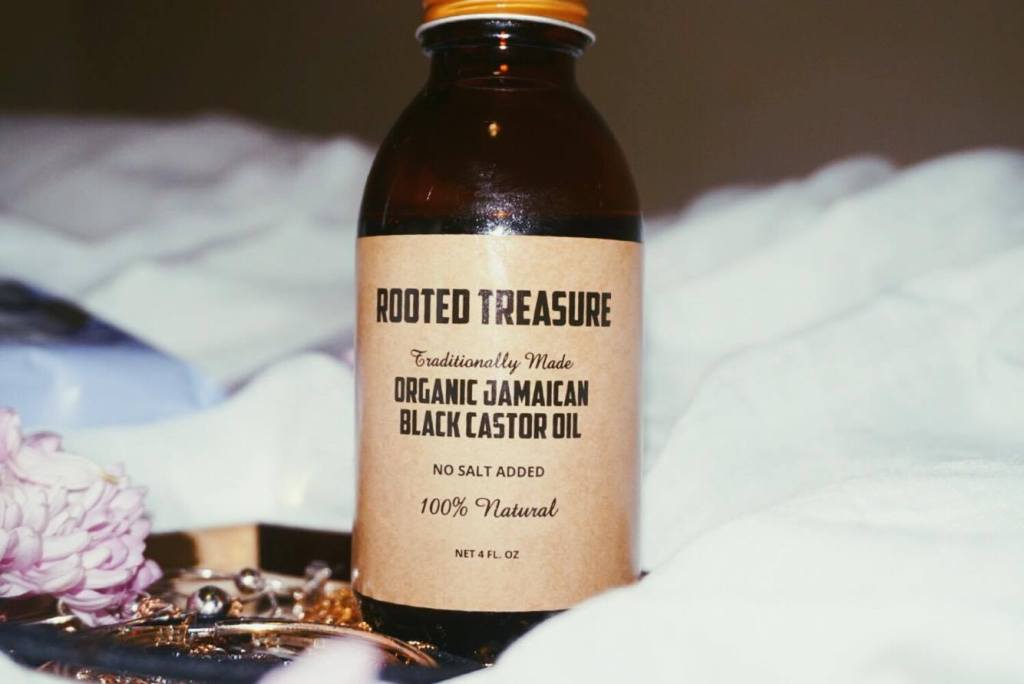 ROOTED TREASURE
Traditionally Made
ORGANIC JAMAICAN
BLACK CASTOR OIL
NO SALT ADDED
100% Natural
NET 4 FL. OZ